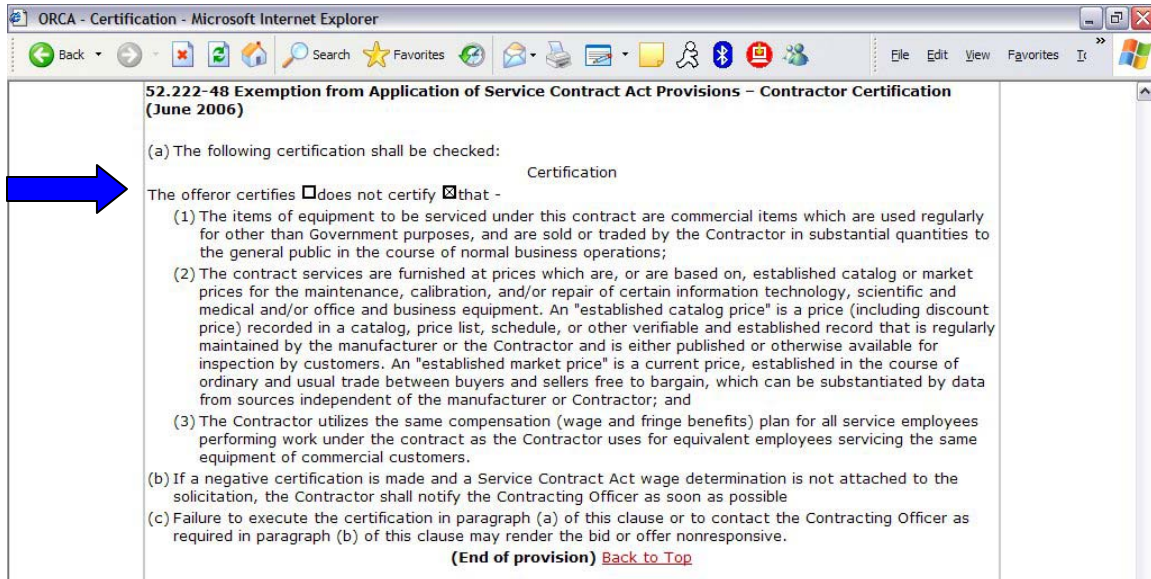 ORCA - Certification - Microsoft Internet Explorer
Back Search Favorites File Edit View Favorites »
52.222-48 Exemption from Application of Service Contract Act Provisions – Contractor Certification
(June 2006)
(a) The following certification shall be checked:
Certification
The offeror certifies ☐does not certify ☒that -
(1) The items of equipment to be serviced under this contract are commercial items which are used regularly
for other than Government purposes, and are sold or traded by the Contractor in substantial quantities to
the general public in the course of normal business operations;
(2) The contract services are furnished at prices which are, or are based on, established catalog or market
prices for the maintenance, calibration, and/or repair of certain information technology, scientific and
medical and/or office and business equipment. An "established catalog price" is a price (including discount
price) recorded in a catalog, price list, schedule, or other verifiable and established record that is regularly
maintained by the manufacturer or the Contractor and is either published or otherwise available for
inspection by customers. An "established market price" is a current price, established in the course of
ordinary and usual trade between buyers and sellers free to bargain, which can be substantiated by data
from sources independent of the manufacturer or Contractor; and
(3) The Contractor utilizes the same compensation (wage and fringe benefits) plan for all service employees
performing work under the contract as the Contractor uses for equivalent employees servicing the same
equipment of commercial customers.
(b) If a negative certification is made and a Service Contract Act wage determination is not attached to the
solicitation, the Contractor shall notify the Contracting Officer as soon as possible
(c) Failure to execute the certification in paragraph (a) of this clause or to contact the Contracting Officer as
required in paragraph (b) of this clause may render the bid or offer nonresponsive.
(End of provision) Back to Top